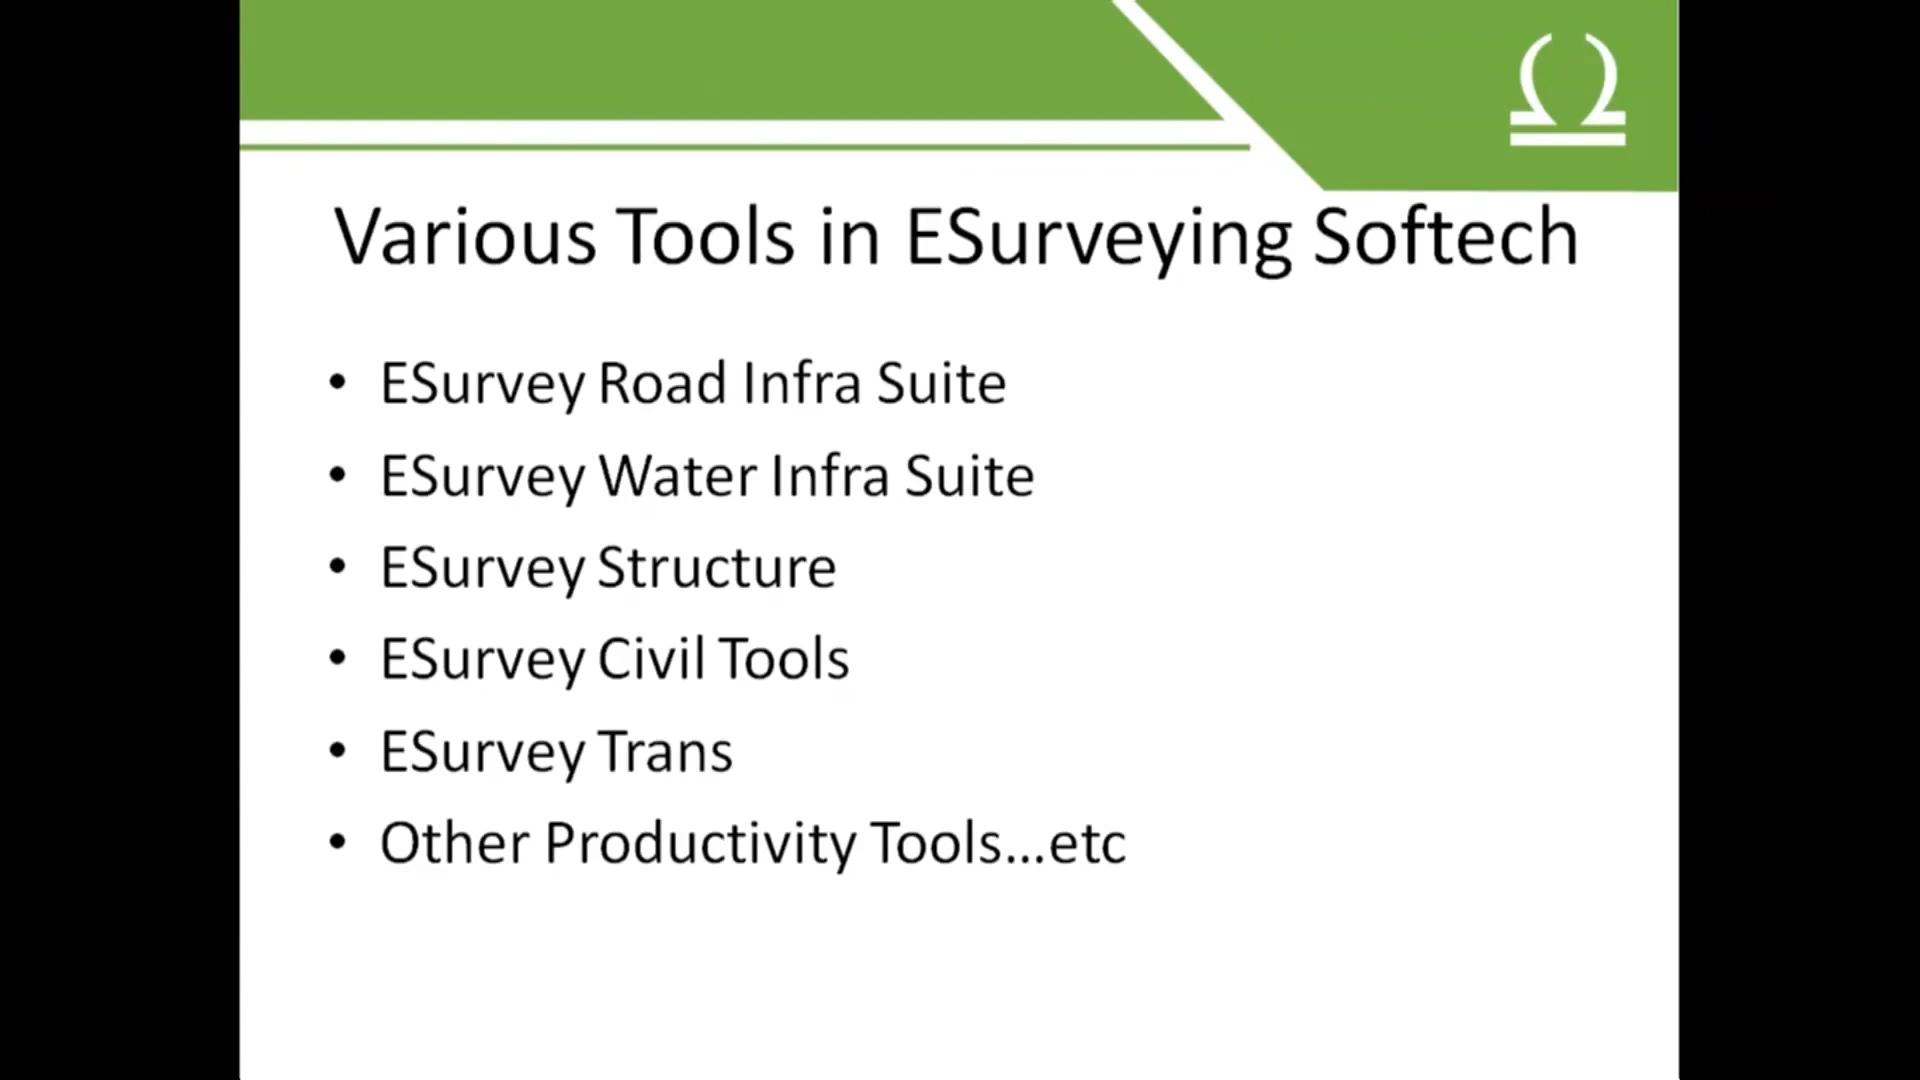 Various Tools in ESurveying Softech
• ESurvey Road Infra Suite
• ESurvey Water Infra Suite
• ESurvey Structure
• ESurvey Civil Tools
• ESurvey Trans
• Other Productivity Tools...etc